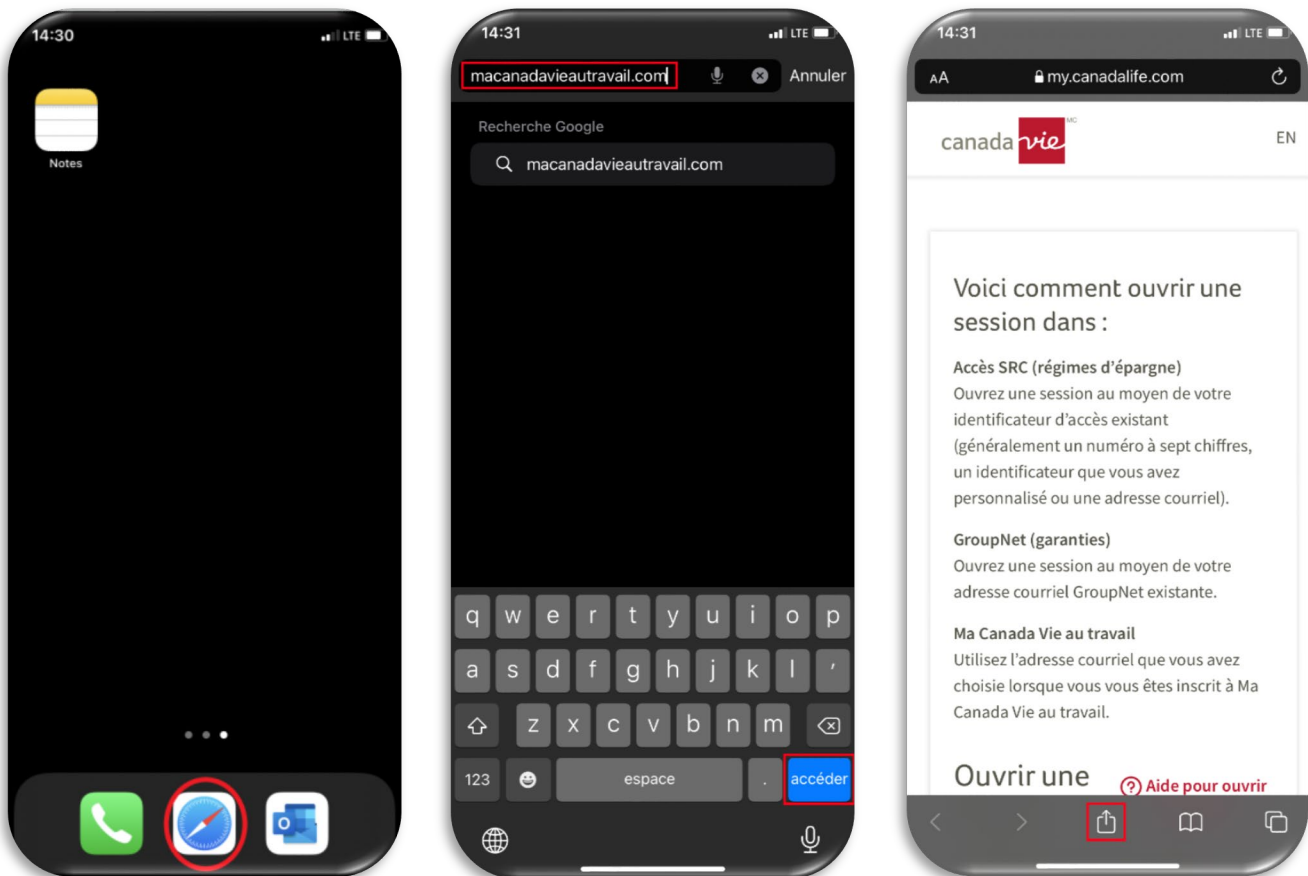 14:30
LTE
Notes
14:31
LTE
macanadavieautravail.com
Annuler
Recherche Google
macanadavieautravail.com
q w e r t y u i o p
a s d f g h j k l ′
z x c v b n m
123
espace
.
accéder
14:31
LTE
AA
my.canadalife.com
canada vie MC
EN
Voici comment ouvrir une
session dans :
Accès SRC (régimes d’épargne)
Ouvrez une session au moyen de votre
identificateur d’accès existant
(généralement un numéro à sept chiffres,
un identificateur que vous avez
personnalisé ou une adresse courriel).
GroupNet (garanties)
Ouvrez une session au moyen de votre
adresse courriel GroupNet existante.
Ma Canada Vie au travail
Utilisez l’adresse courriel que vous avez
choisie lorsque vous vous êtes inscrit à Ma
Canada Vie au travail.
Ouvrir une
? Aide pour ouvrir